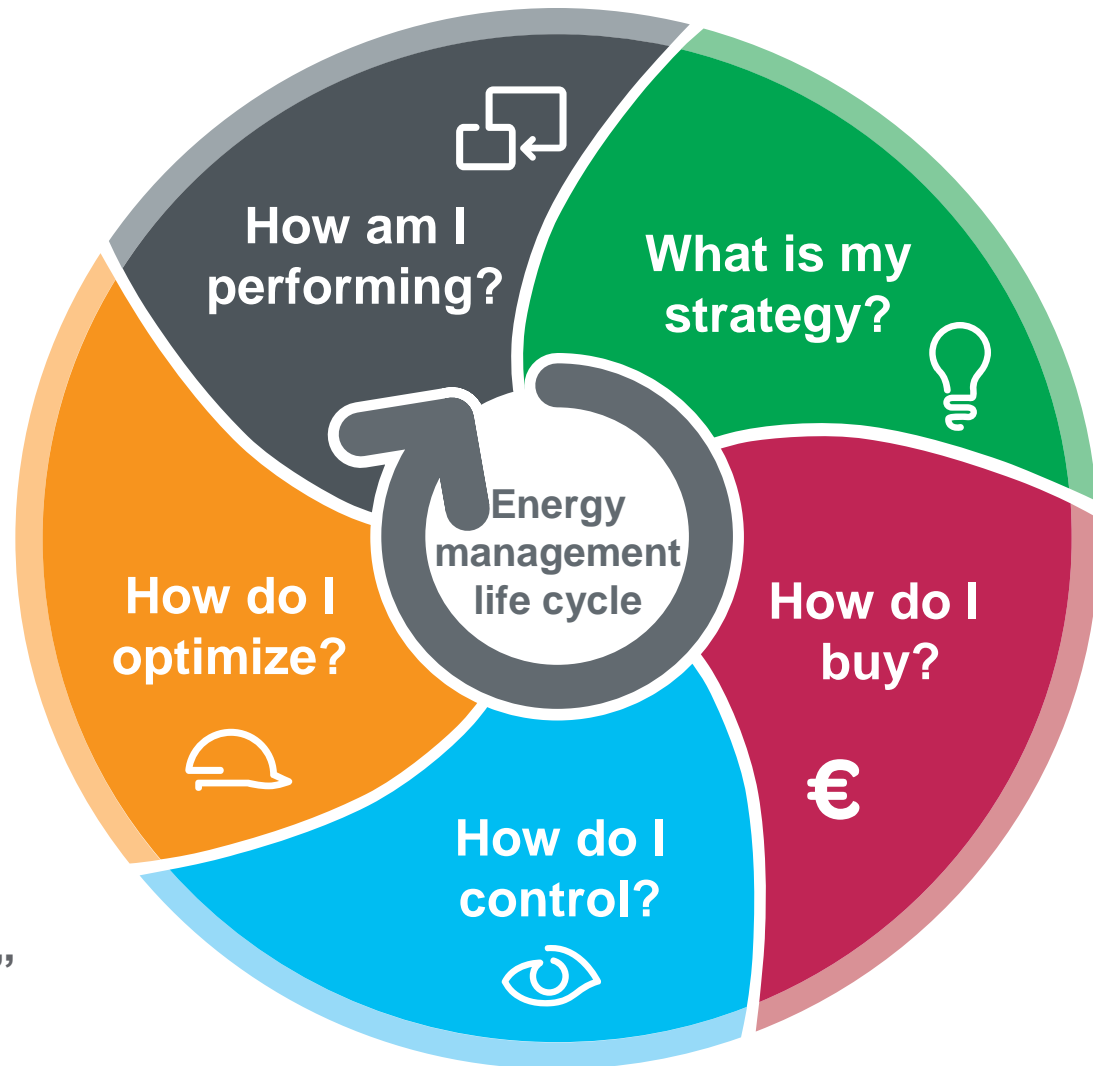 How am I
performing?
What is my
strategy?
How do I
buy?
€
How do I
control?
How do I
optimize?
Energy
management
life cycle
”